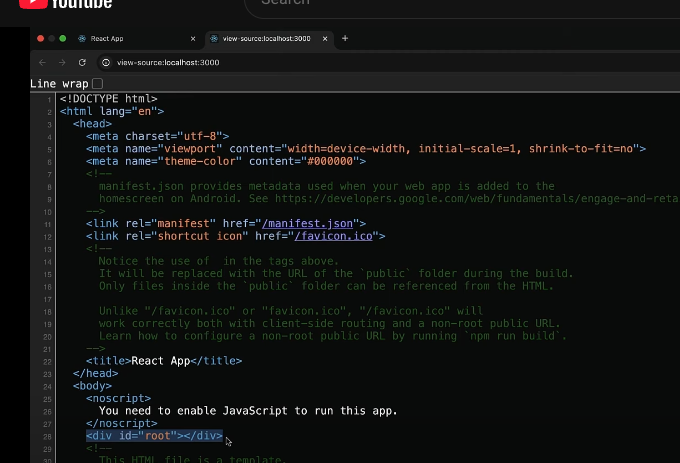 YouTube
Search
React App × view-source:localhost:3000 × +
view-source:localhost:3000
Line wrap
1 <!DOCTYPE html>
2 <html lang="en">
3 <head>
4 <meta charset="utf-8">
5 <meta name="viewport" content="width=device-width, initial-scale=1, shrink-to-fit=no">
6 <meta name="theme-color" content="#000000">
7 <!--
8 manifest.json provides metadata used when your web app is added to the
9 homescreen on Android. See https://developers.google.com/web/fundamentals/engage-and-reta
10 -->
11 <link rel="manifest" href="/manifest.json">
12 <link rel="shortcut icon" href="/favicon.ico">
13 <!--
14 Notice the use of  in the tags above.
15 It will be replaced with the URL of the `public` folder during the build.
16 Only files inside the `public` folder can be referenced from the HTML.
17
18 Unlike "/favicon.ico" or "favicon.ico", "/favicon.ico" will
19 work correctly both with client-side routing and a non-root public URL.
20 Learn how to configure a non-root public URL by running `npm run build`.
21 -->
22 <title>React App</title>
23 </head>
24 <body>
25 <noscript>
26 You need to enable JavaScript to run this app.
27 </noscript>
28 <div id="root"></div>
29 <!--
30 This HTML file is a template.